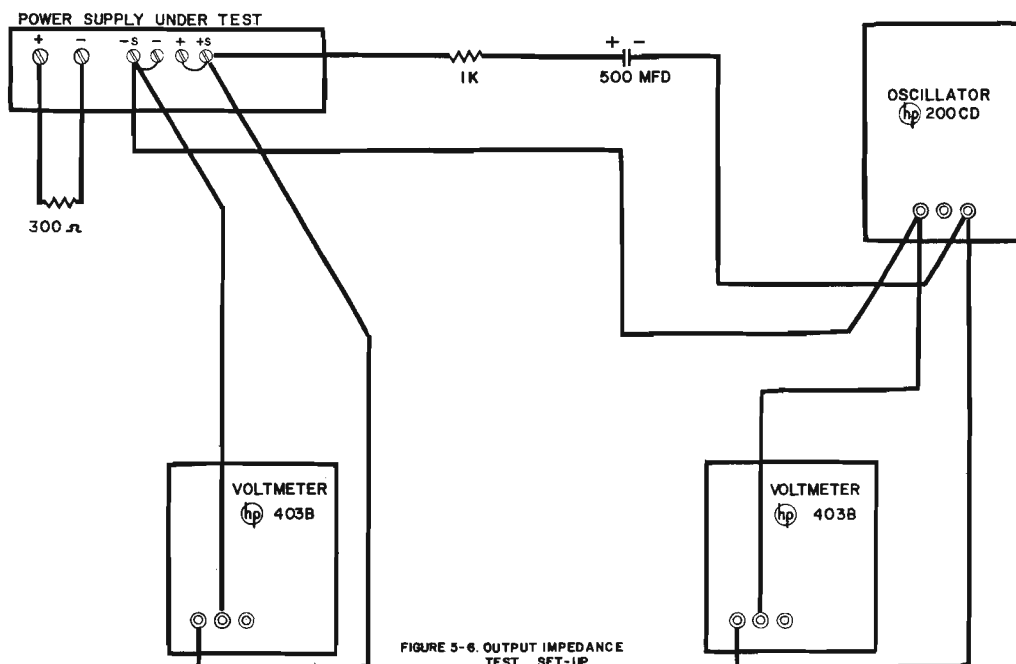 POWER SUPPLY UNDER TEST
+ - -S - + +S
300 Ω
1K
+ -
500 MFD
OSCILLATOR
hp 200CD
VOLTMETER
hp 403B
VOLTMETER
hp 403B
FIGURE 5-6. OUTPUT IMPEDANCE
TEST SET-UP